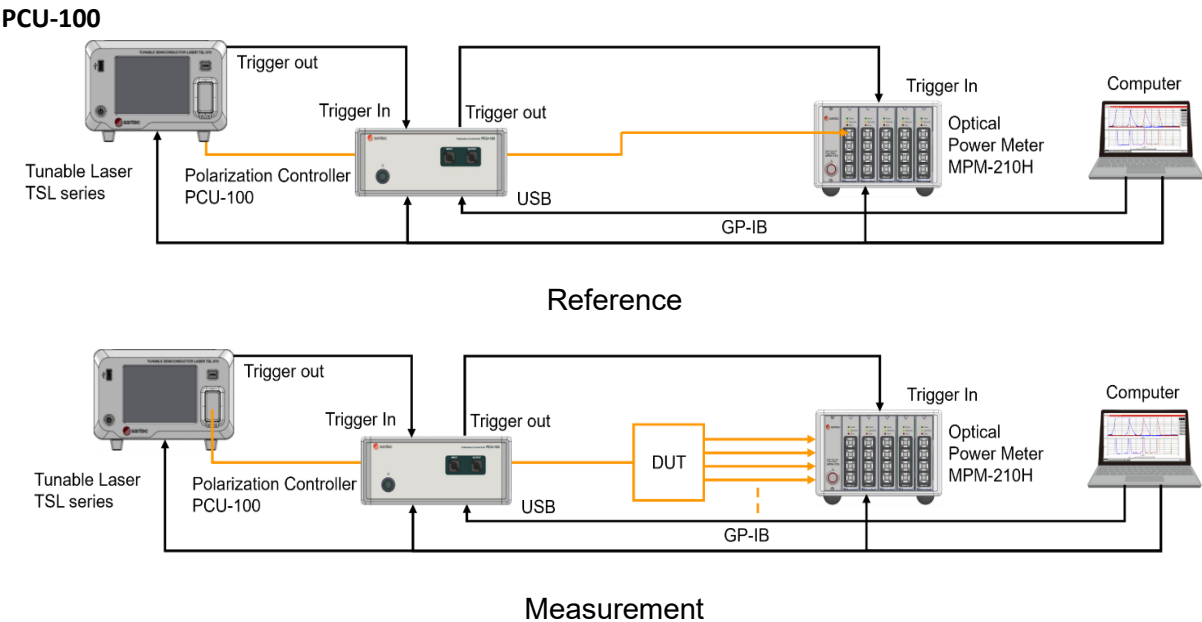 PCU-100
Trigger out
Trigger In
Trigger out
Trigger In
Computer
Tunable Laser
TSL series
Polarization Controller
PCU-100
Optical
Power Meter
MPM-210H
USB
GP-IB
Reference
Trigger out
Trigger In
Trigger out
Trigger In
Computer
Tunable Laser
TSL series
Polarization Controller
PCU-100
DUT
Optical
Power Meter
MPM-210H
USB
GP-IB
Measurement